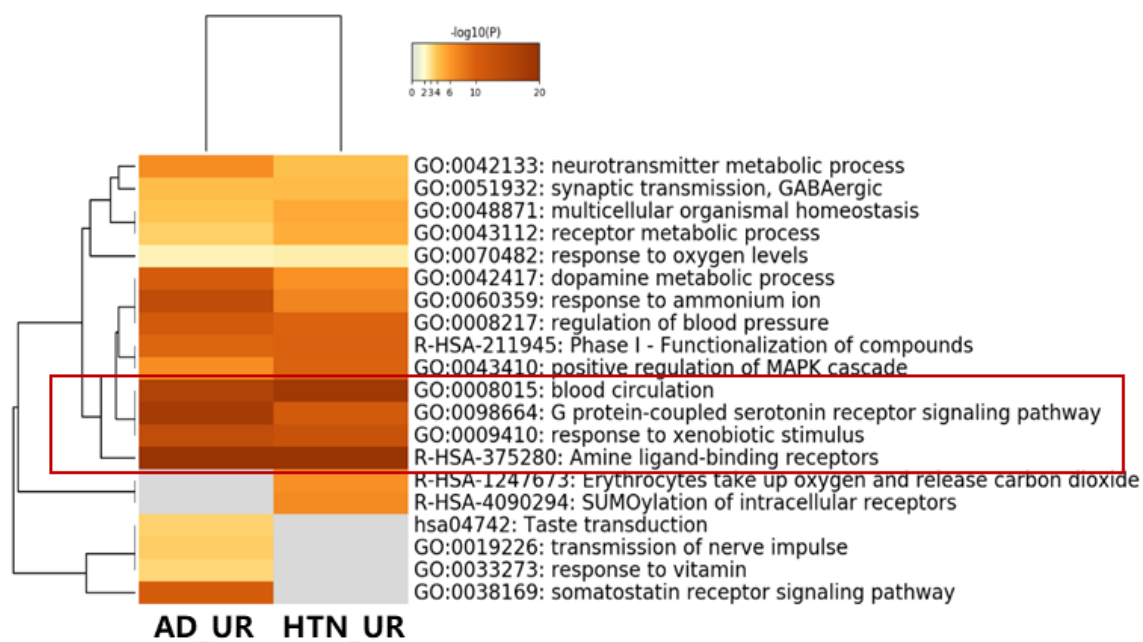 -log10(P)
0 2 3 4 6 10 20
GO:0042133: neurotransmitter metabolic process
GO:0051932: synaptic transmission, GABAergic
GO:0048871: multicellular organismal homeostasis
GO:0043112: receptor metabolic process
GO:0070482: response to oxygen levels
GO:0042417: dopamine metabolic process
GO:0060359: response to ammonium ion
GO:0008217: regulation of blood pressure
R-HSA-211945: Phase I - Functionalization of compounds
GO:0043410: positive regulation of MAPK cascade
GO:0008015: blood circulation
GO:0098664: G protein-coupled serotonin receptor signaling pathway
GO:0009410: response to xenobiotic stimulus
R-HSA-375280: Amine ligand-binding receptors
R-HSA-1247673: Erythrocytes take up oxygen and release carbon dioxide
R-HSA-4090294: SUMOylation of intracellular receptors
hsa04742: Taste transduction
GO:0019226: transmission of nerve impulse
GO:0033273: response to vitamin
GO:0038169: somatostatin receptor signaling pathway
AD UR HTN UR